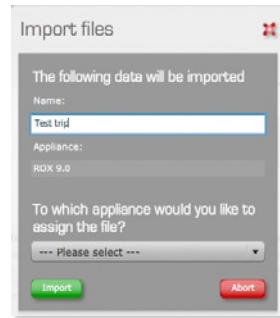 Import files
The following data will be imported
Name:
Test trip
Appliance:
ROX 9.0
To which appliance would you like to
assign the file?
--- Please select ---
Import
Abort